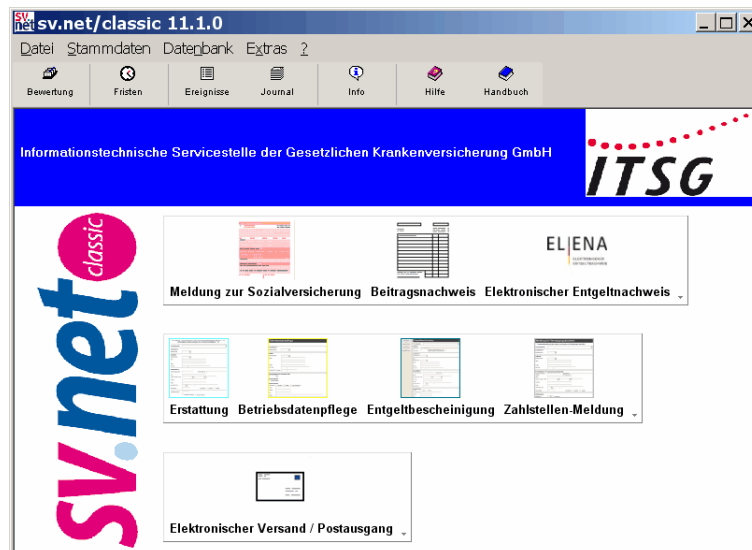 sv.net/classic 11.1.0
Datei Stammdaten Datenbank Extras ?
Bewertung Fristen Ereignisse Journal Info Hilfe Handbuch
Informationstechnische Servicestelle der Gesetzlichen Krankenversicherung GmbH
ITSG
sv.net classic
ELENA
Meldung zur Sozialversicherung Beitragsnachweis Elektronischer Entgeltnachweis
Erstattung Betriebsdatenpflege Entgeltbescheinigung Zahlstellen-Meldung
Elektronischer Versand / Postausgang